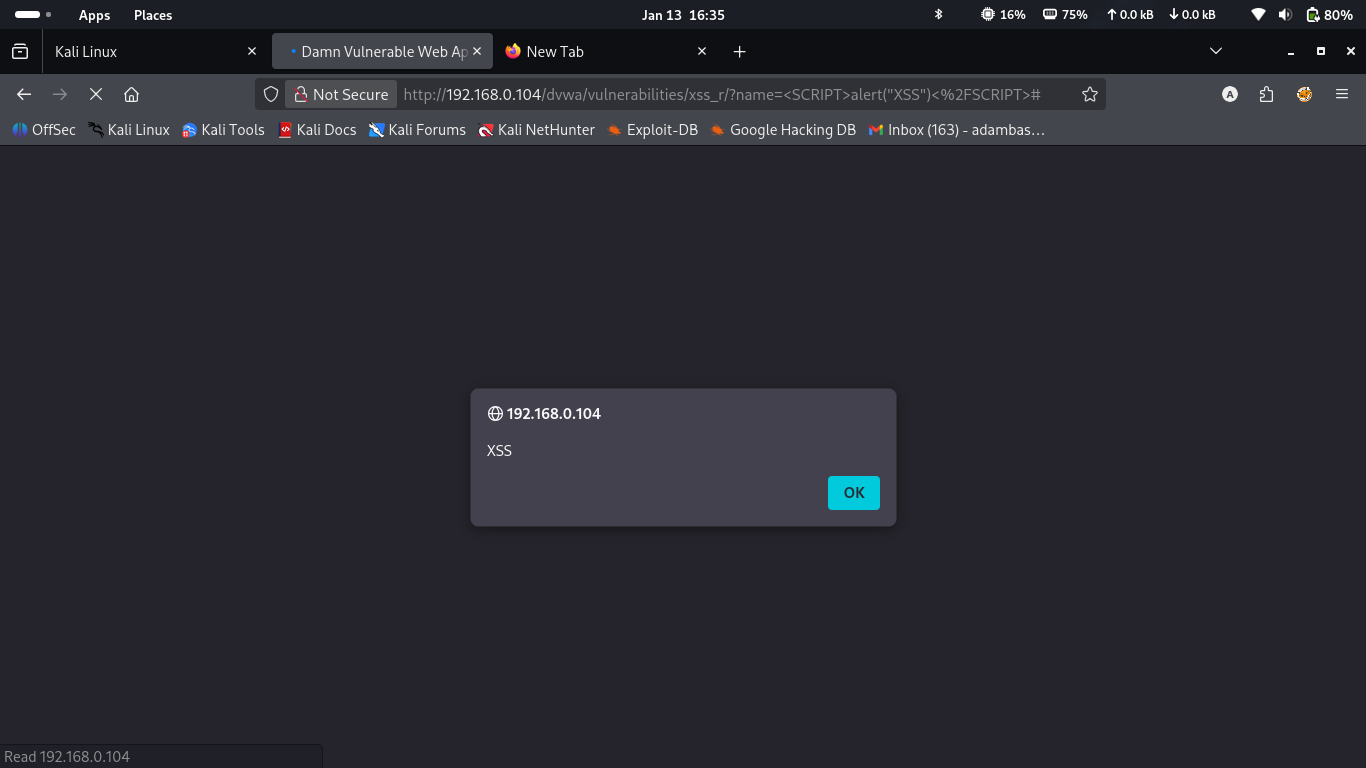 Apps Places Jan 13 16:35 16% 75% 0.0 kB 0.0 kB 80%
Kali Linux Damn Vulnerable Web Ap New Tab
Not Secure http://192.168.0.104/dvwa/vulnerabilities/xss_r/?name=<SCRIPT>alert("XSS")<%2FSCRIPT># A
OffSec Kali Linux Kali Tools Kali Docs Kali Forums Kali NetHunter Exploit-DB Google Hacking DB Inbox (163) - adambas…
192.168.0.104
XSS
OK
Read 192.168.0.104